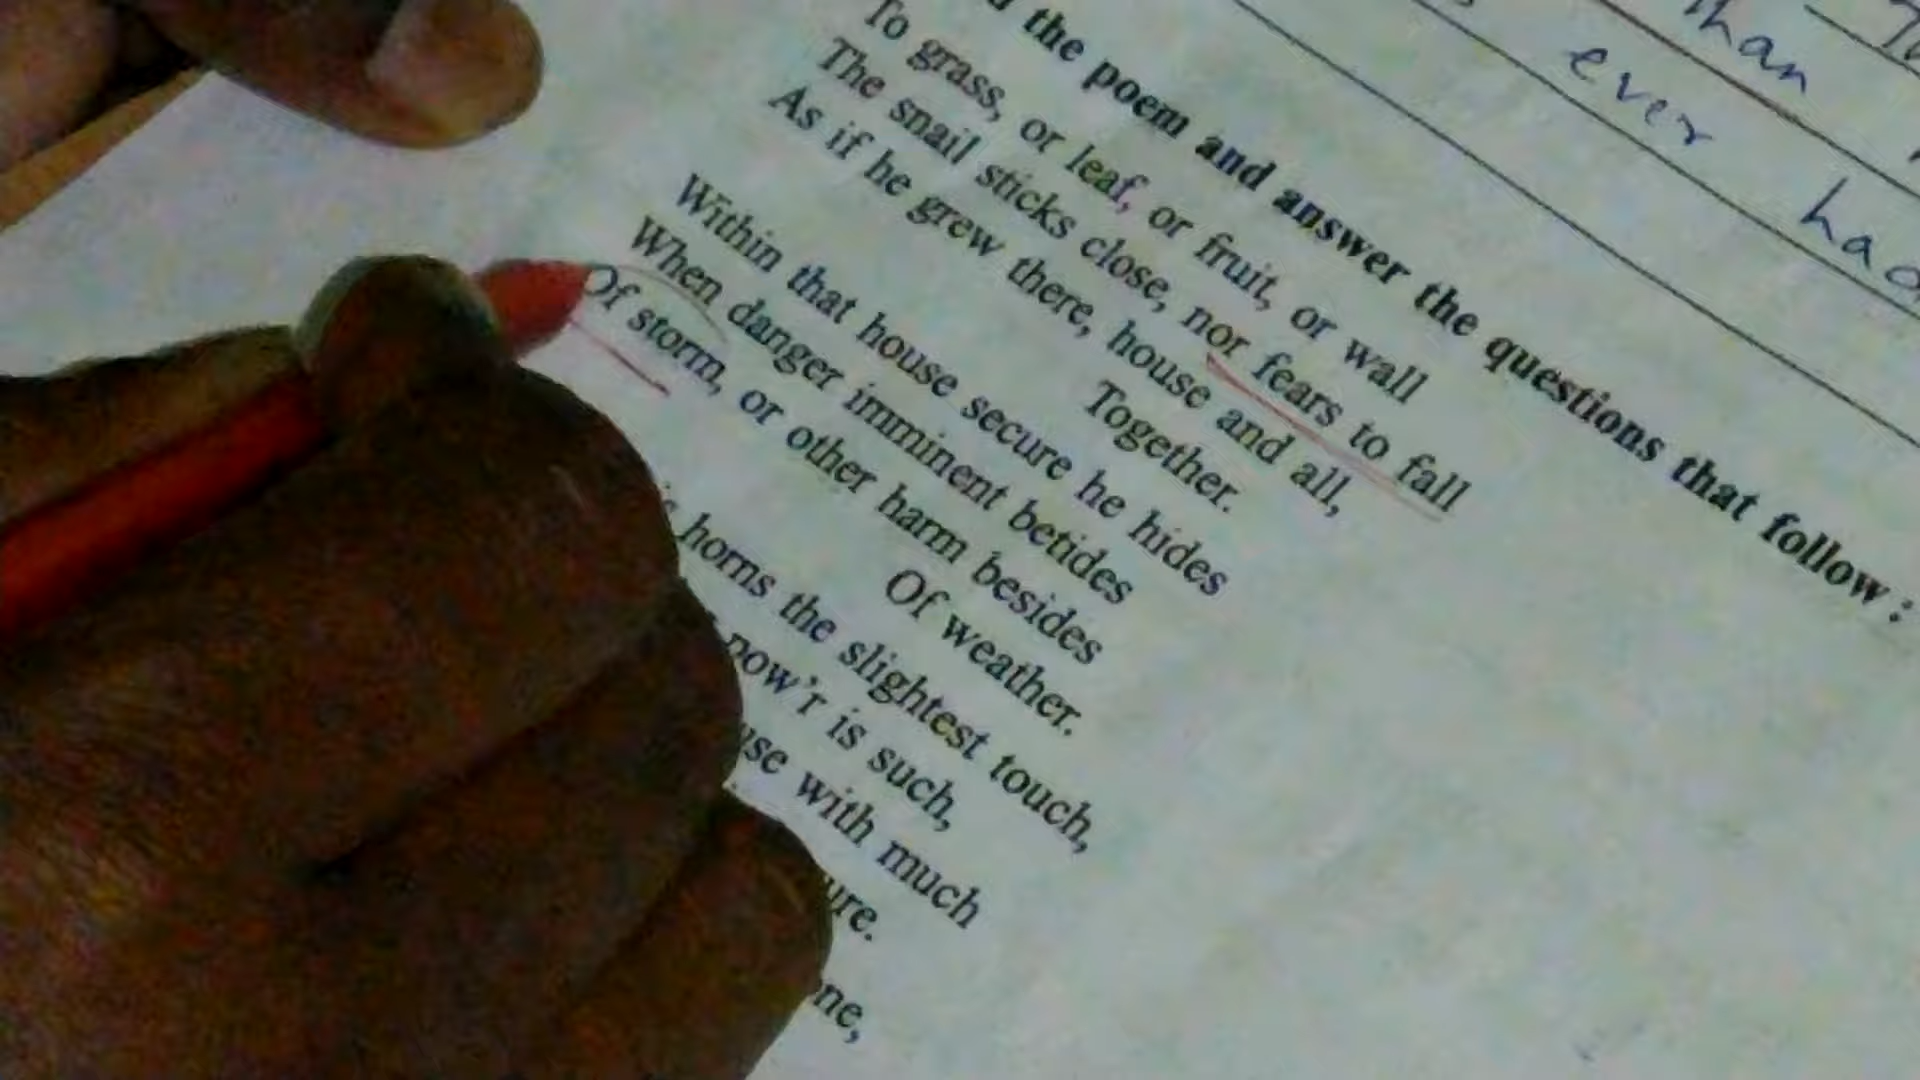 the poem and answer the questions that follow :
To grass, or leaf, or fruit, or wall
The snail sticks close, nor fears to fall
As if he grew there, house and all,
Together.
Within that house secure he hides
When danger imminent betides
Of storm, or other harm besides
Of weather.
horns the slightest touch,
pow'r is such,
with much
than
ever
had